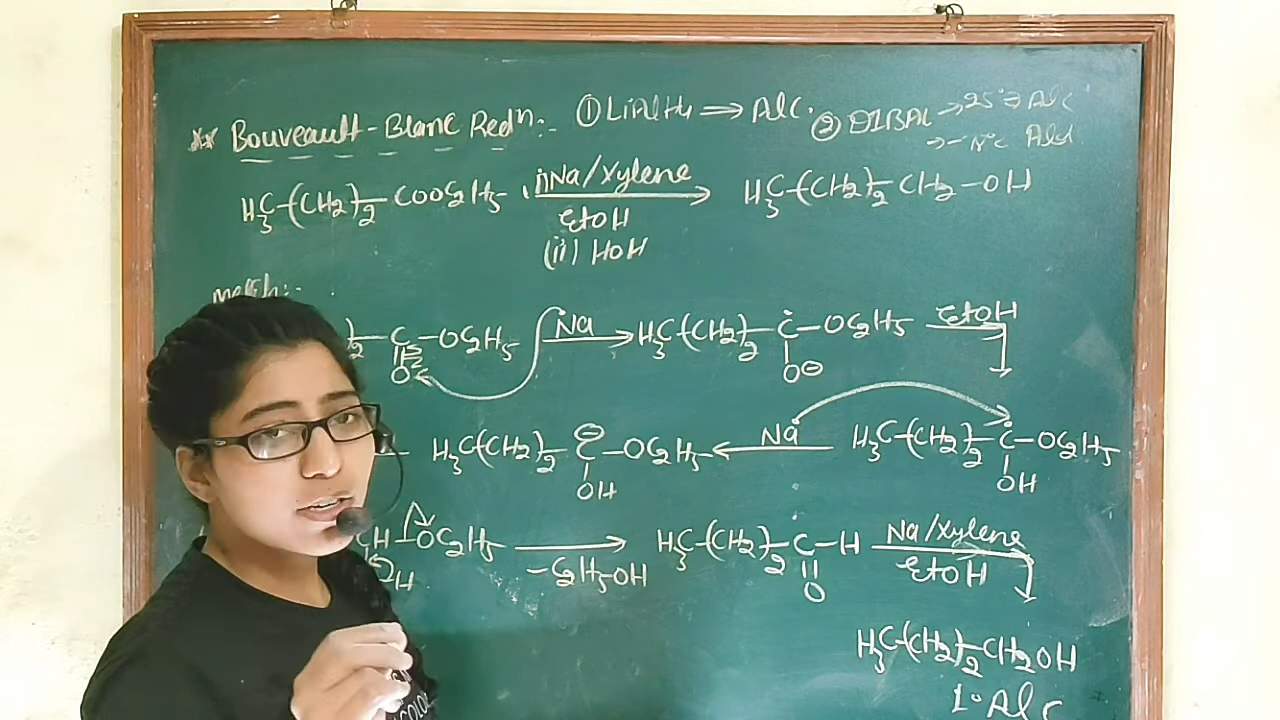 ** Bouveault-Blanc Redⁿ:- ① LiAlH₄ ⇒ Alc. ② DIBAL → 25° ⇒ Alc
Ald.
H₃C-(CH₂)₂-COOC₂H₅ i) Na/Xylene → H₃C-(CH₂)₂-CH₂-OH
EtOH
(ii) HOH
)₂-C-OC₂H₅ Na → H₃C-(CH₂)₂-Ċ-OC₂H₅ EtOH
O O⊖
H₃C-(CH₂)₂-C⊖-OC₂H₅ ← Na H₃C-(CH₂)₂-Ċ-OC₂H₅
OH OH
CH-OC₂H₅ → H₃C-(CH₂)₂-C-H Na/Xylene
H -C₂H₅OH O EtOH
H₃C-(CH₂)₂-CH₂OH
1° Alc